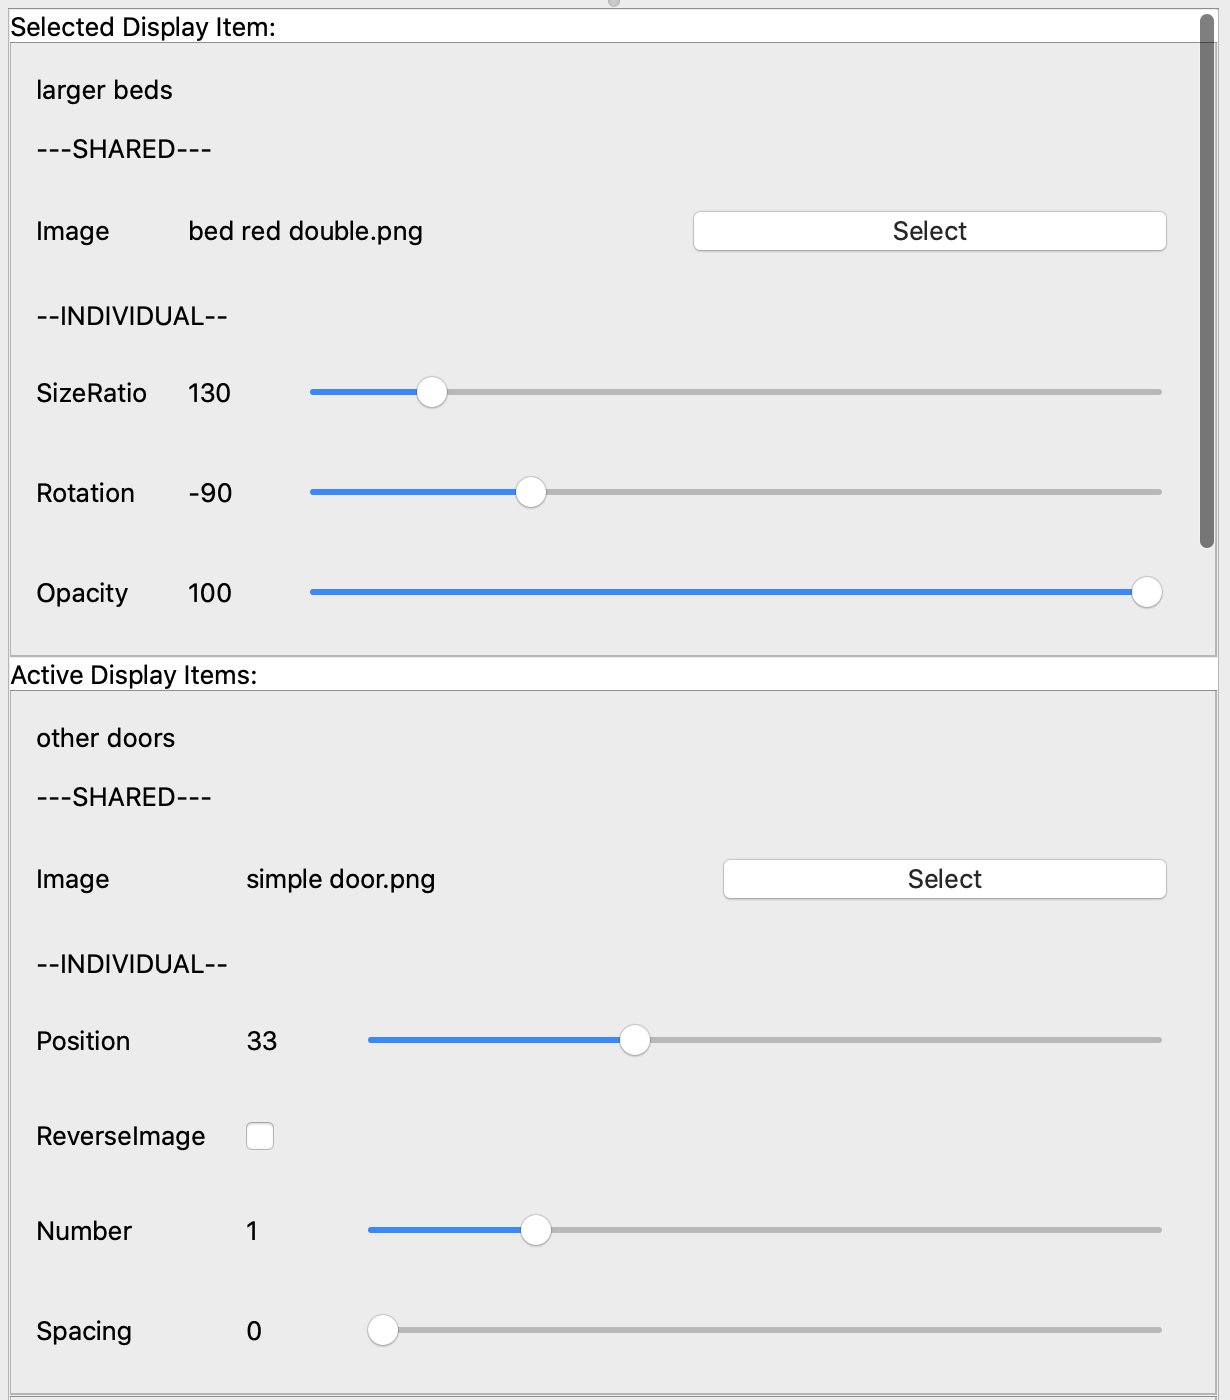 Selected Display Item:
larger beds
---SHARED---
Image bed red double.png Select
--INDIVIDUAL--
SizeRatio 130
Rotation -90
Opacity 100
Active Display Items:
other doors
---SHARED---
Image simple door.png Select
--INDIVIDUAL--
Position 33
ReverseImage
Number 1
Spacing 0